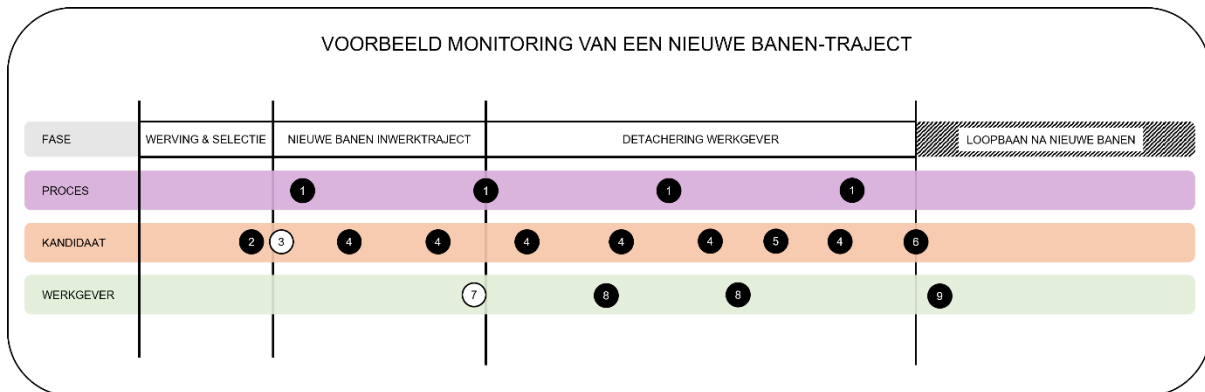 VOORBEELD MONITORING VAN EEN NIEUWE BANEN-TRAJECT
FASE WERVING & SELECTIE NIEUWE BANEN INWERKTRAJECT DETACHERING WERKGEVER LOOPBAAN NA NIEUWE BANEN
PROCES 1 1 1 1
KANDIDAAT 2 3 4 4 4 4 4 5 4 6
WERKGEVER 7 8 8 9